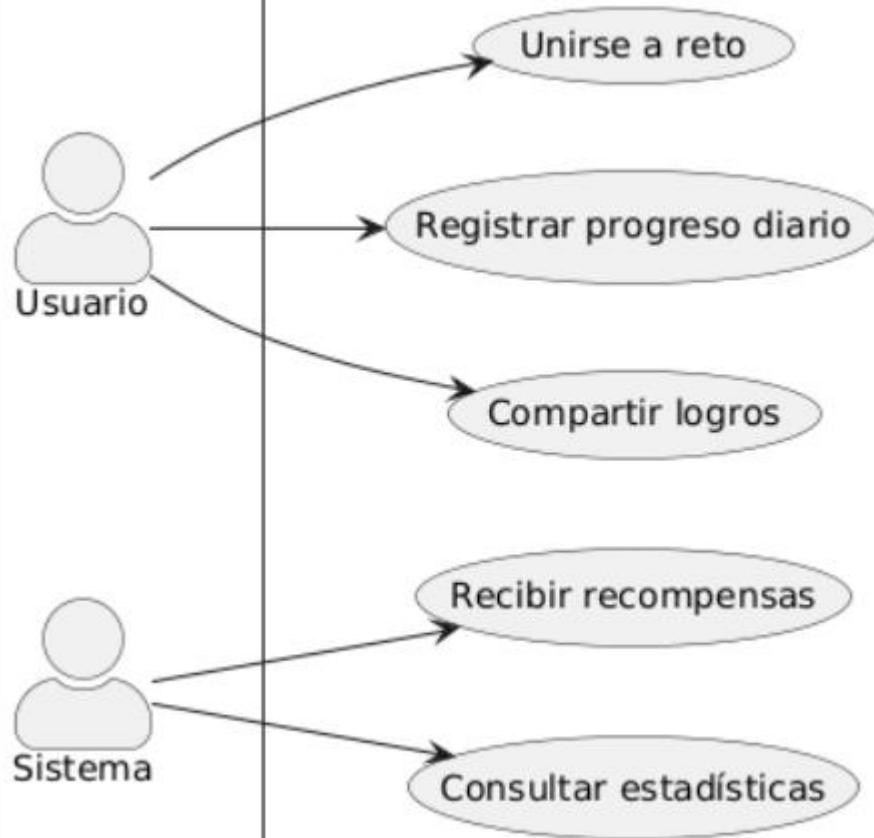 Unirse a reto
Registrar progreso diario
Usuario
Compartir logros
Recibir recompensas
Sistema
Consultar estadísticas